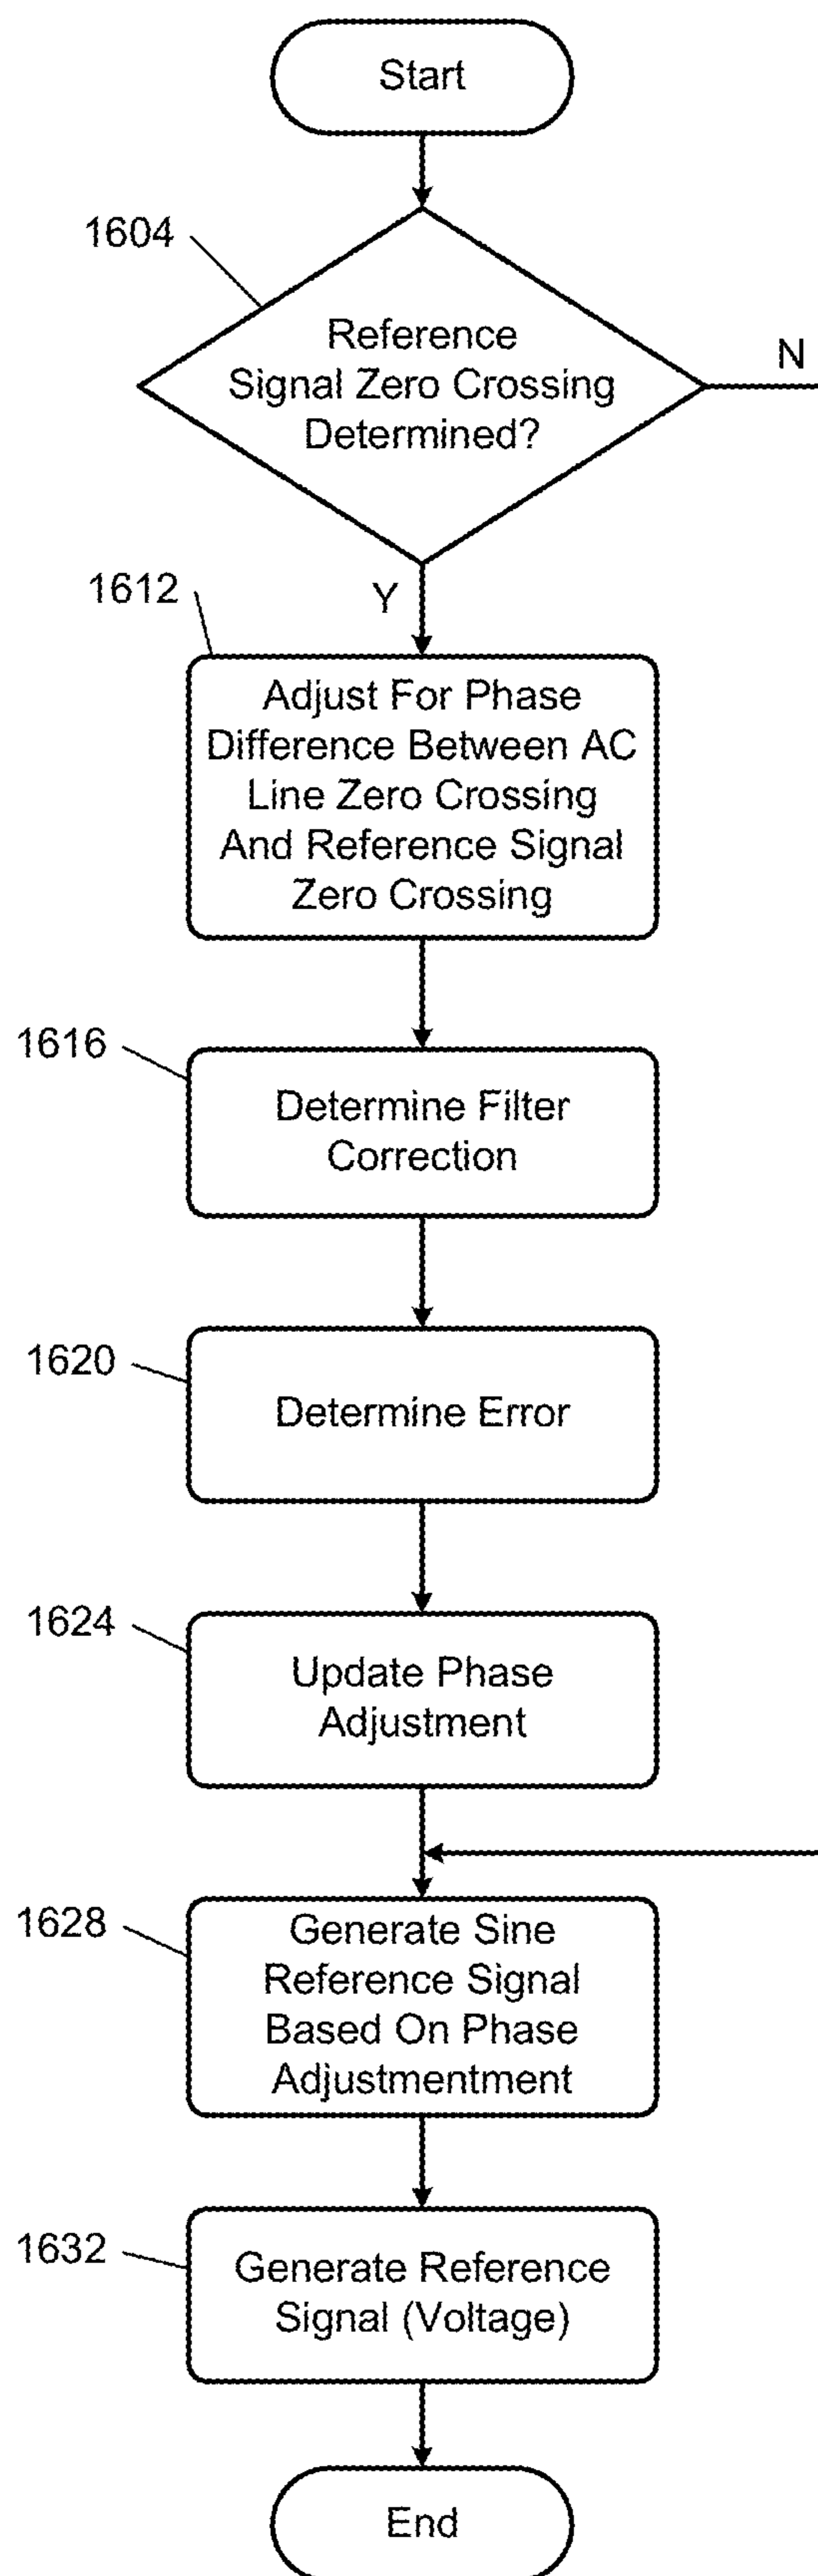 Start
1604
Reference
Signal Zero Crossing
Determined?
N
Y
1612
Adjust For Phase
Difference Between AC
Line Zero Crossing
And Reference Signal
Zero Crossing
1616
Determine Filter
Correction
1620
Determine Error
1624
Update Phase
Adjustment
1628
Generate Sine
Reference Signal
Based On Phase
Adjustmentment
1632
Generate Reference
Signal (Voltage)
End